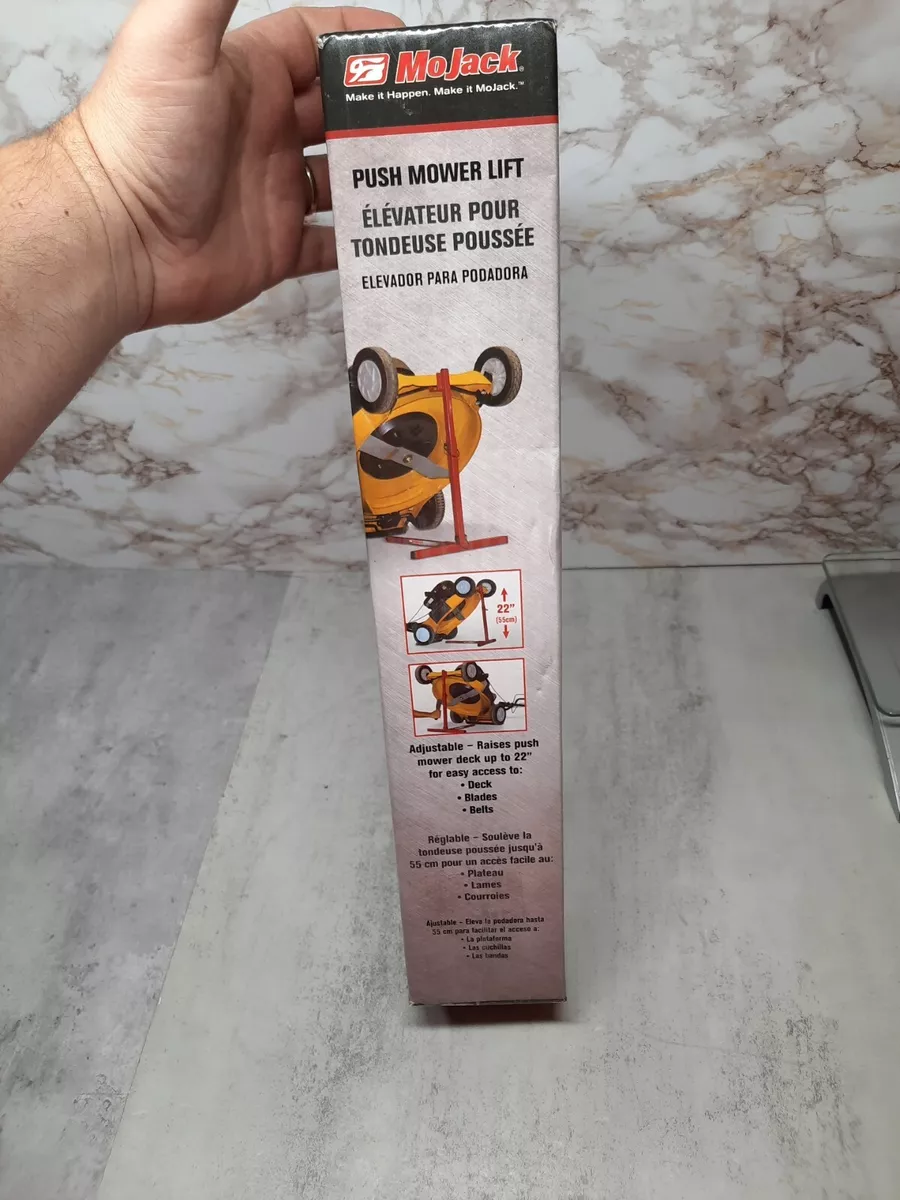 MoJack®
Make it Happen. Make it MoJack.™
PUSH MOWER LIFT
ÉLÉVATEUR POUR
TONDEUSE POUSSÉE
ELEVADOR PARA PODADORA
22"
(55cm)
Adjustable – Raises push
mower deck up to 22"
for easy access to:
• Deck
• Blades
• Belts
Réglable – Soulève la
tondeuse poussée jusqu'à
55 cm pour un accès facile au:
• Plateau
• Lames
• Courroies
Ajustable – Eleva la podadora hasta
55 cm para facilitar el acceso a:
• La plataforma
• Las cuchillas
• Las bandas